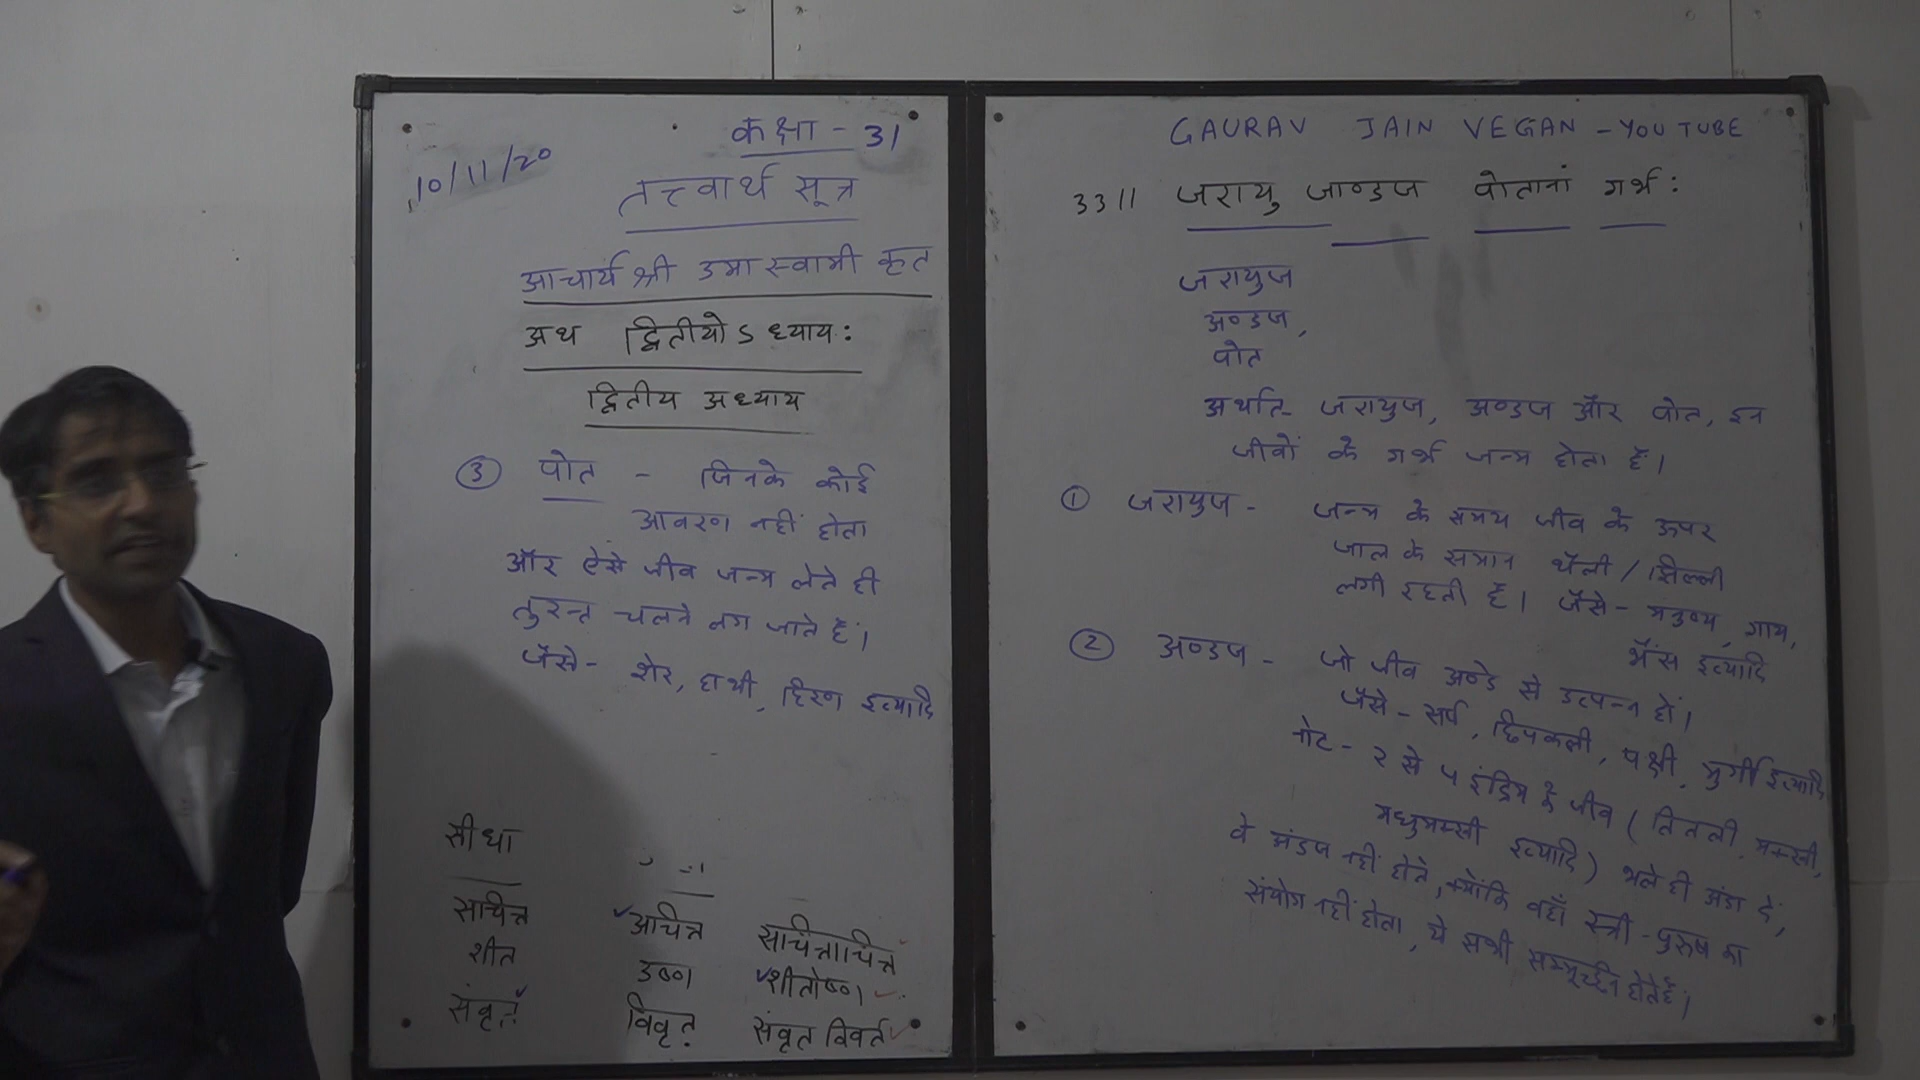 कक्षा - 31
10/11/20
तत्त्वार्थ सूत्र
आचार्य श्री उमास्वामी कृत
अथ द्वितीयोऽध्यायः
द्वितीय अध्याय
③ पोत - जिनके कोई
आवरण नहीं होता
और ऐसे जीव जन्म लेते ही
तुरन्त चलने लग जाते हैं।
जैसे - शेर, हाथी, हिरण इत्यादि
सीधा
सचित्त अचित्त सचित्ताचित्त
शीत उष्ण शीतोष्ण
संवृत विवृत संवृत विवर्त
GAURAV JAIN VEGAN - YOUTUBE
33।। जरायु जाण्डज पोतानां गर्भः
जरायुज
अण्डज,
पोत
अर्थात- जरायुज, अण्डज और पोत, इन
जीवों के गर्भ जन्म होता है।
① जरायुज - जन्म के समय जीव के ऊपर
जाल के समान थैली / झिल्ली
लगी रहती है। जैसे - मनुष्य, गाय,
भैंस इत्यादि
② अण्डज - जो जीव अण्डे से उत्पन्न हों।
जैसे - सर्प, छिपकली, पक्षी, मुर्गी इत्यादि
नोट - २ से ५ इंद्रिय के जीव (तितली, मक्खी,
मधुमक्खी इत्यादि) भले ही अंडा दें,
वे अंडज नहीं होते, क्योंकि वहाँ स्त्री - पुरुष का
संयोग नहीं होता, ये सभी सम्मूर्च्छन होते हैं।